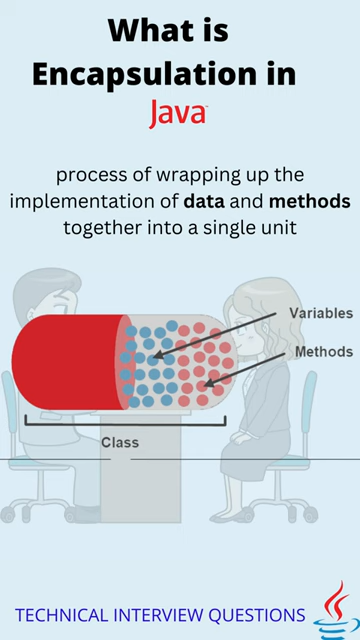 What is
Encapsulation in
Java
process of wrapping up the
implementation of data and methods
together into a single unit
Variables
Methods
Class
TECHNICAL INTERVIEW QUESTIONS